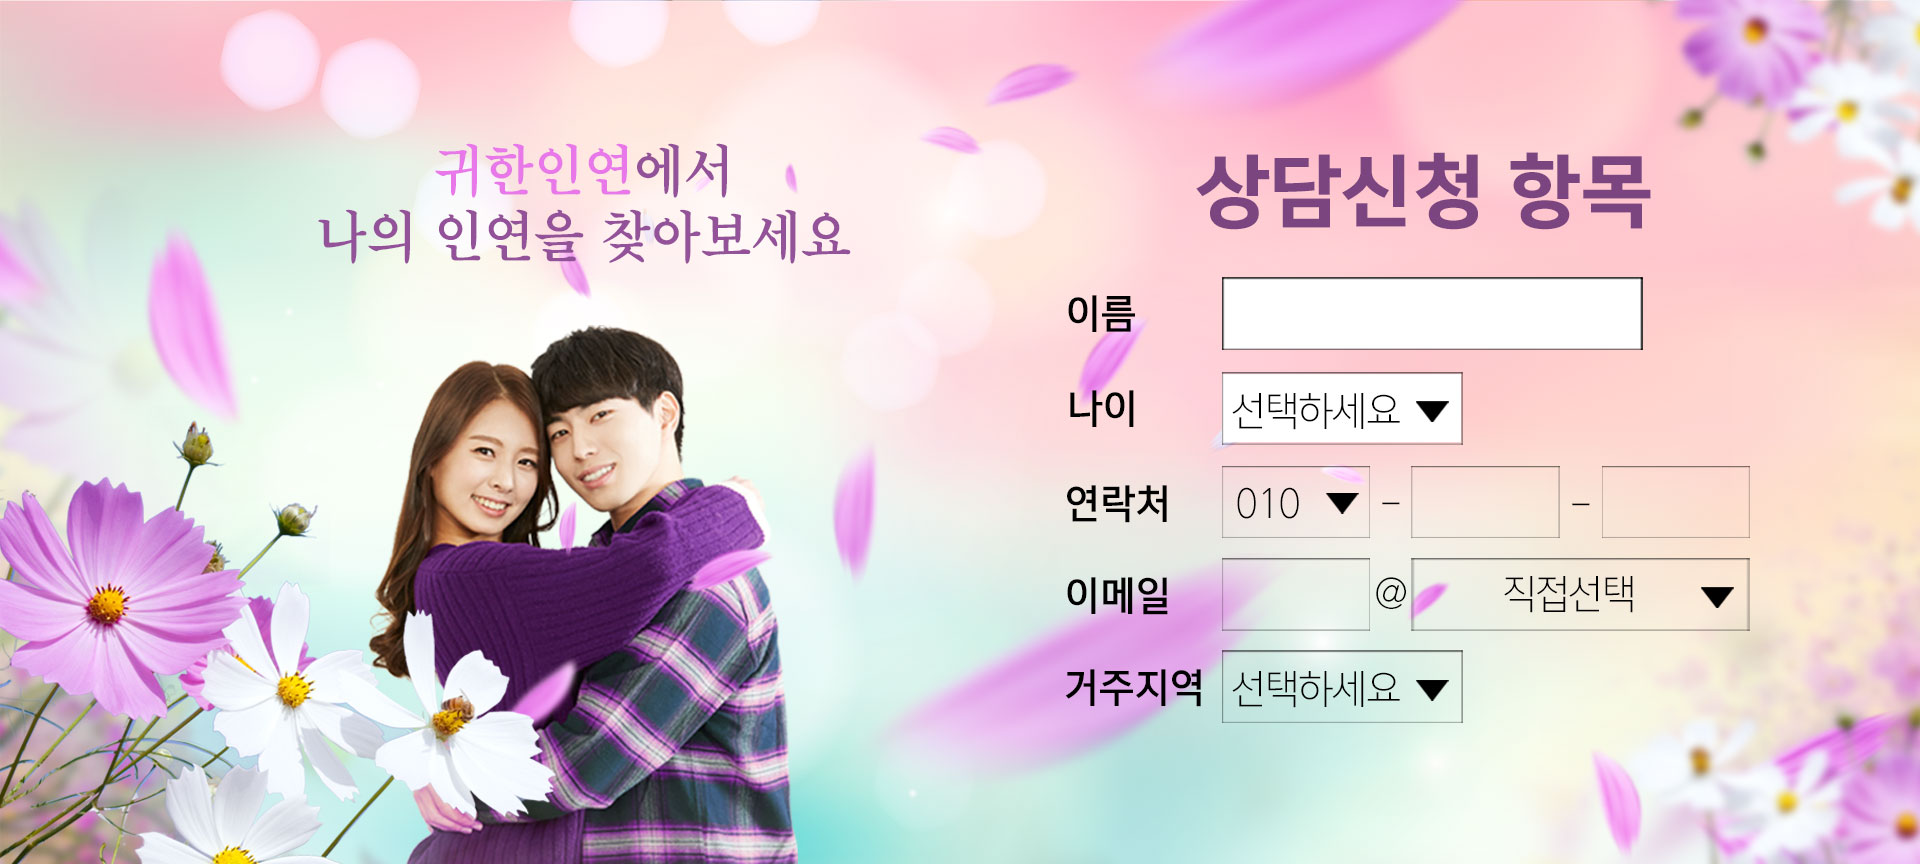 귀한인연에서
나의 인연을 찾아보세요
상담신청 항목
이름
나이 선택하세요 ▼
연락처 010 ▼ - -
이메일 @ 직접선택 ▼
거주지역 선택하세요 ▼